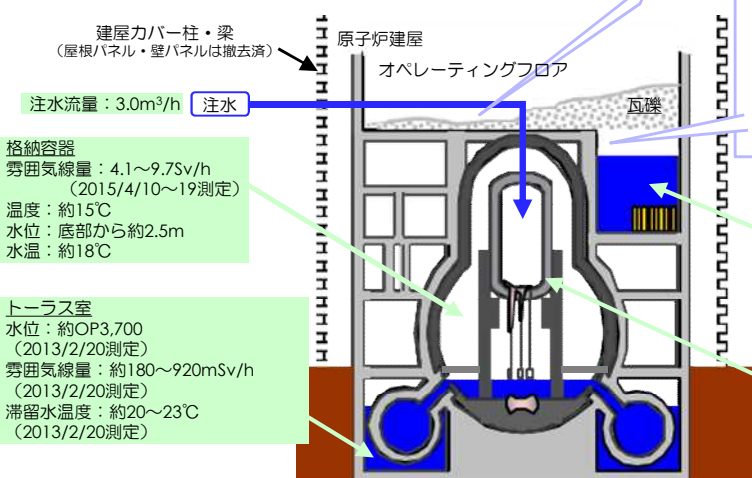 建屋カバー柱・梁
（屋根パネル・壁パネルは撤去済）
原子炉建屋
オペレーティングフロア
瓦礫
注水流量：3.0m³/h
注水
格納容器
雰囲気線量：4.1～9.7Sv/h
（2015/4/10～19測定）
温度：約15℃
水位：底部から約2.5m
水温：約18℃
トーラス室
水位：約OP3,700
（2013/2/20測定）
雰囲気線量：約180～920mSv/h
（2013/2/20測定）
滞留水温度：約20～23℃
（2013/2/20測定）